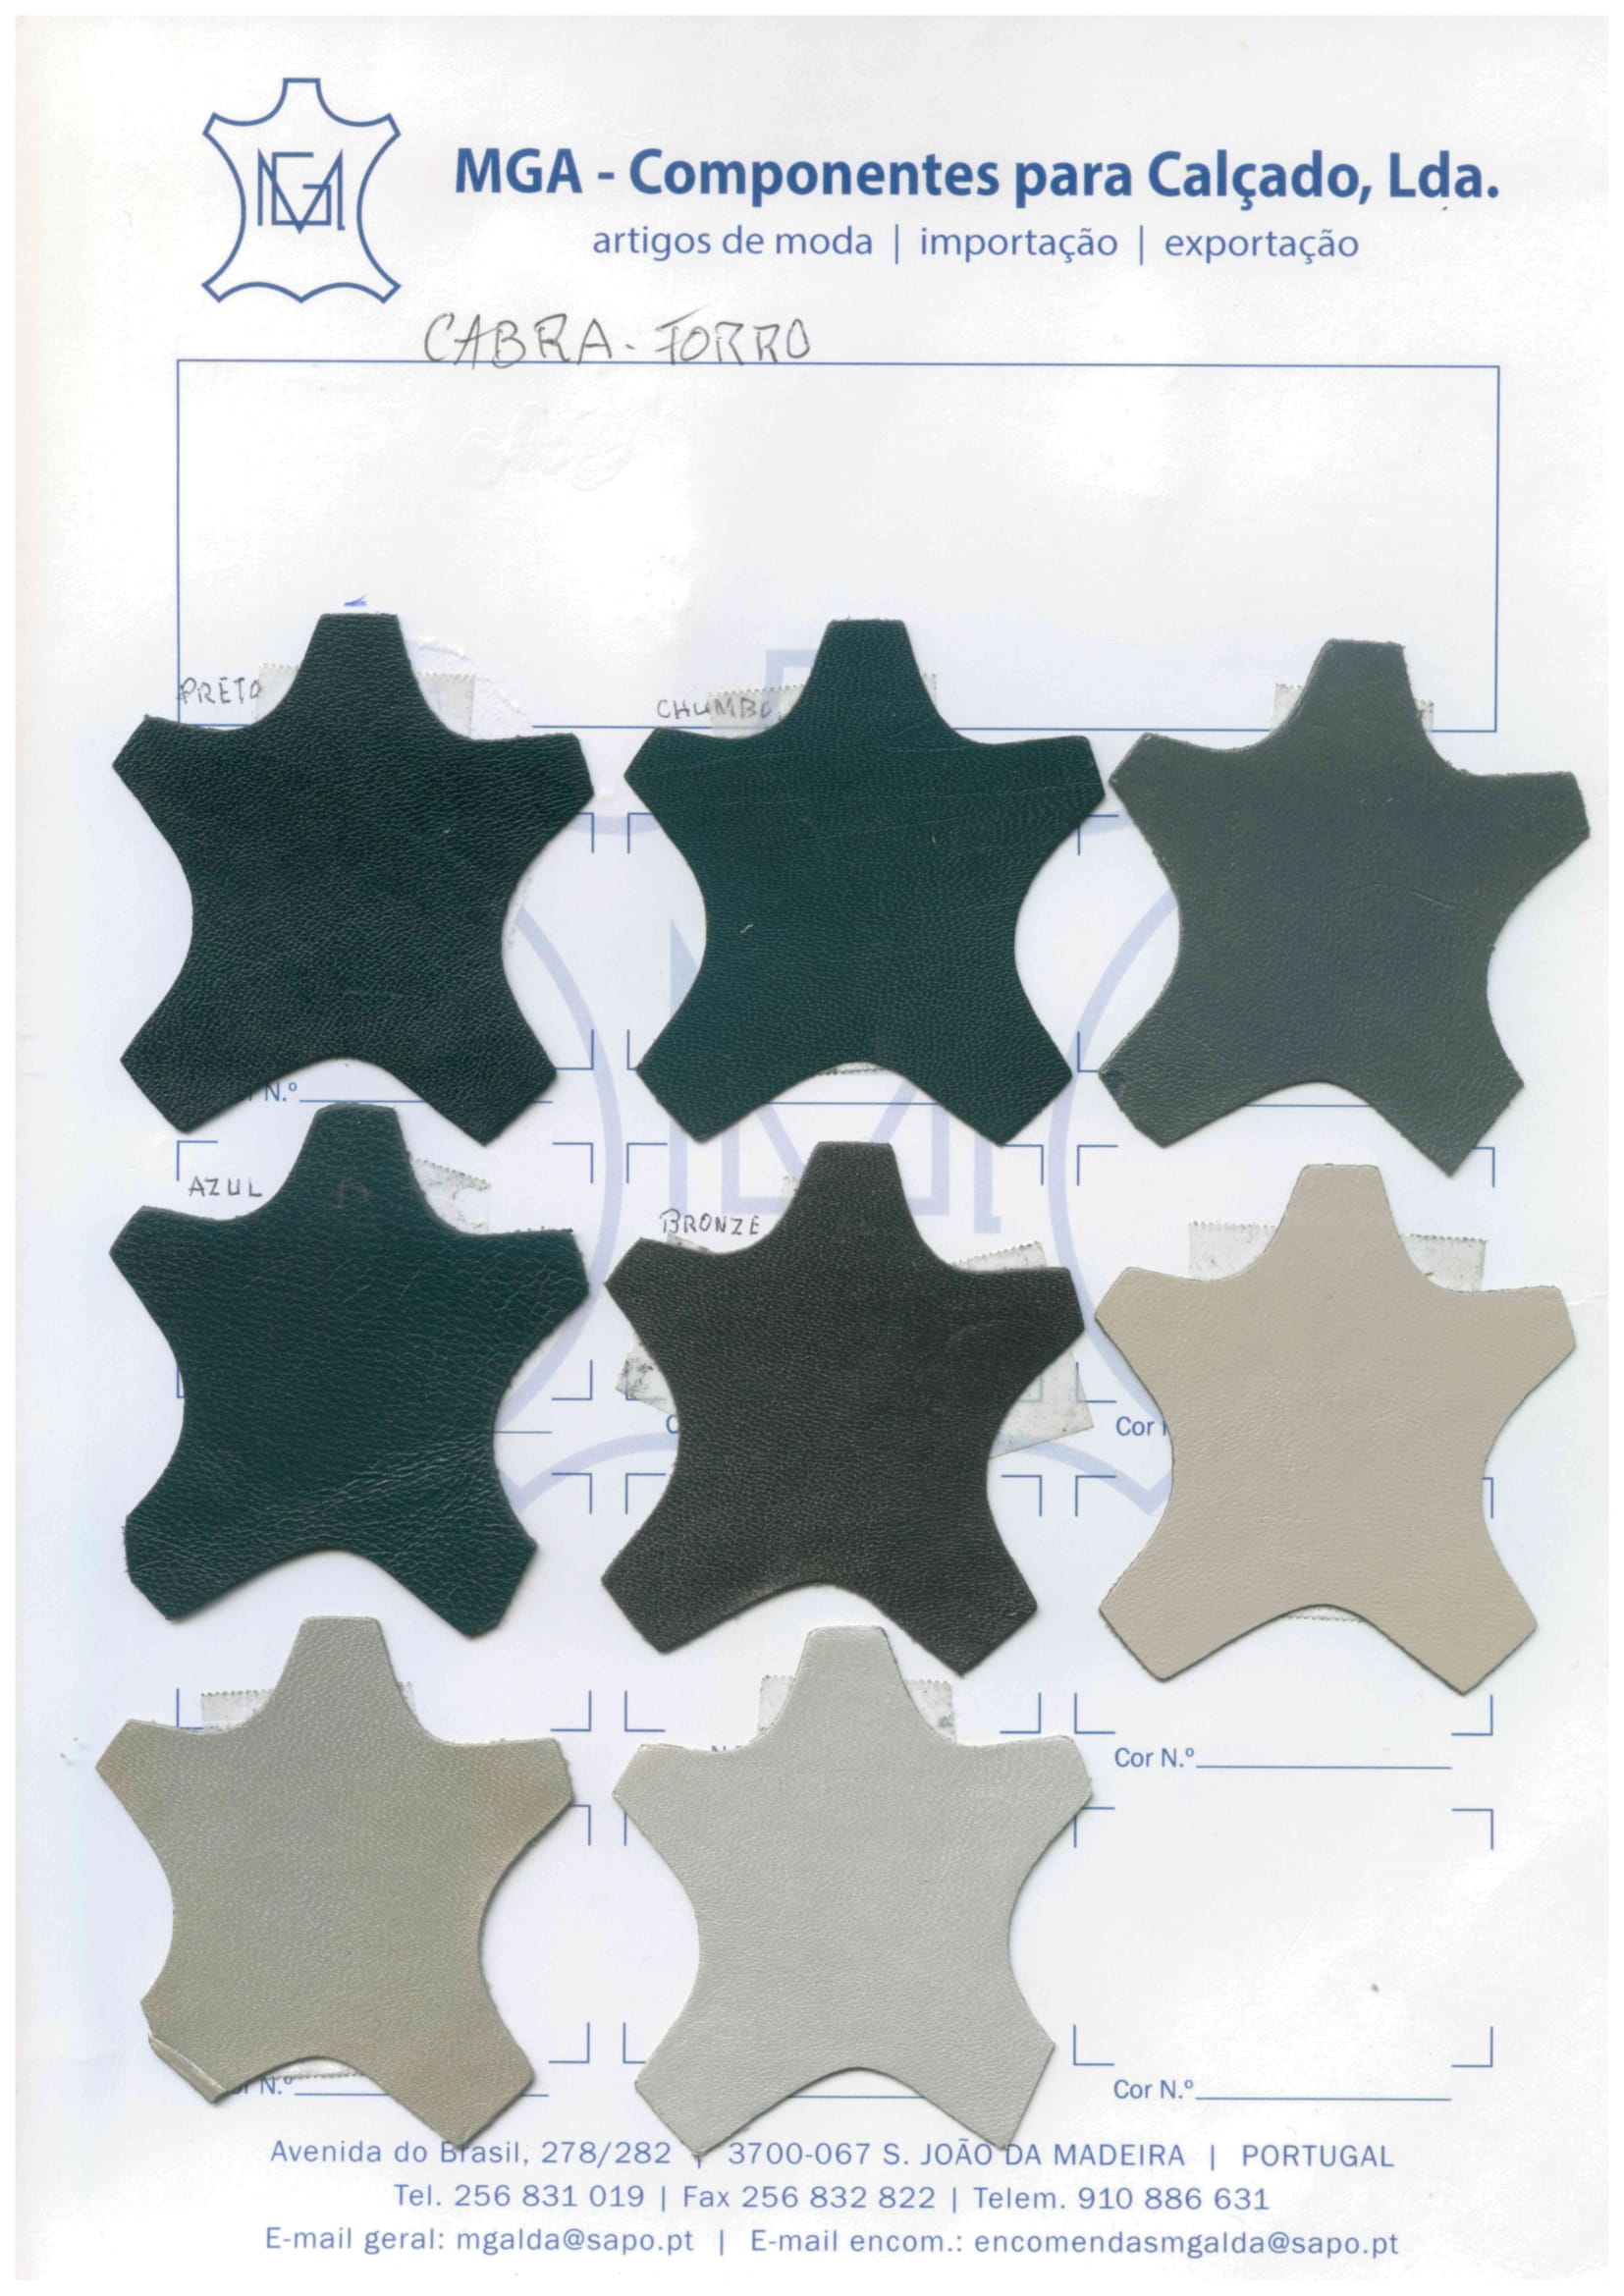 MGA
MGA - Componentes para Calçado, Lda.
artigos de moda | importação | exportação
CABRA-FORRO
PRETO
CHUMBO
N.º
AZUL
BRONZE
C
Cor
Cor N.º
N.º
Cor N.º
Avenida do Brasil, 278/282 | 3700-067 S. JOÃO DA MADEIRA | PORTUGAL
Tel. 256 831 019 | Fax 256 832 822 | Telem. 910 886 631
E-mail geral: mgalda@sapo.pt | E-mail encom.: encomendasmgalda@sapo.pt